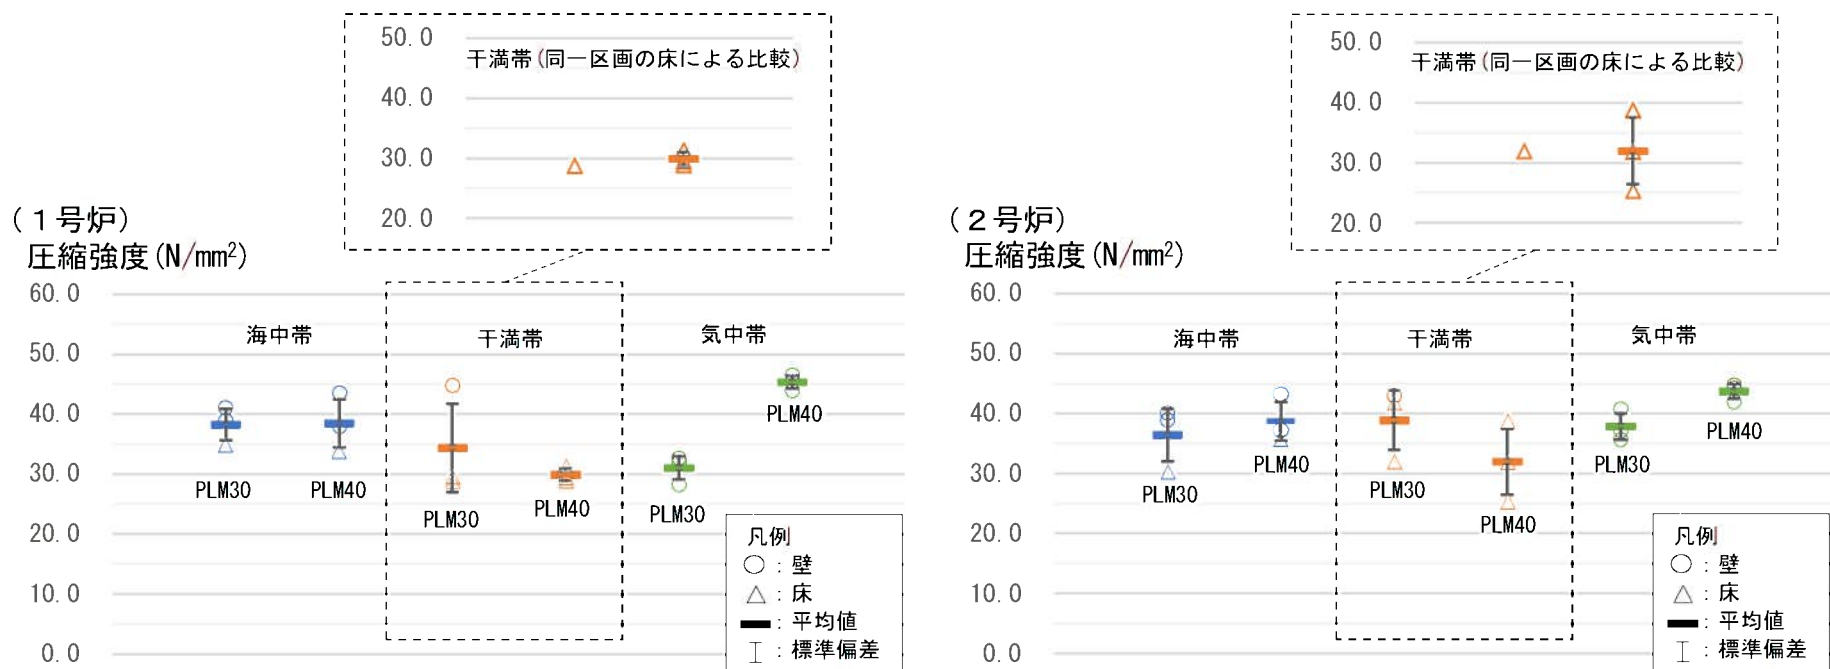 50.0
干満帯(同一区画の床による比較)
40.0
30.0
20.0
(1号炉)
圧縮強度(N/mm²)
60.0
50.0
40.0
30.0
20.0
10.0
0.0
海中帯
干満帯
気中帯
PLM30
PLM40
PLM30
PLM40
PLM30
PLM40
凡例
○ : 壁
△ : 床
: 平均値
: 標準偏差
50.0
干満帯(同一区画の床による比較)
40.0
30.0
20.0
(2号炉)
圧縮強度(N/mm²)
60.0
50.0
40.0
30.0
20.0
10.0
0.0
海中帯
干満帯
気中帯
PLM30
PLM40
PLM30
PLM40
PLM30
PLM40
凡例
○ : 壁
△ : 床
: 平均値
: 標準偏差